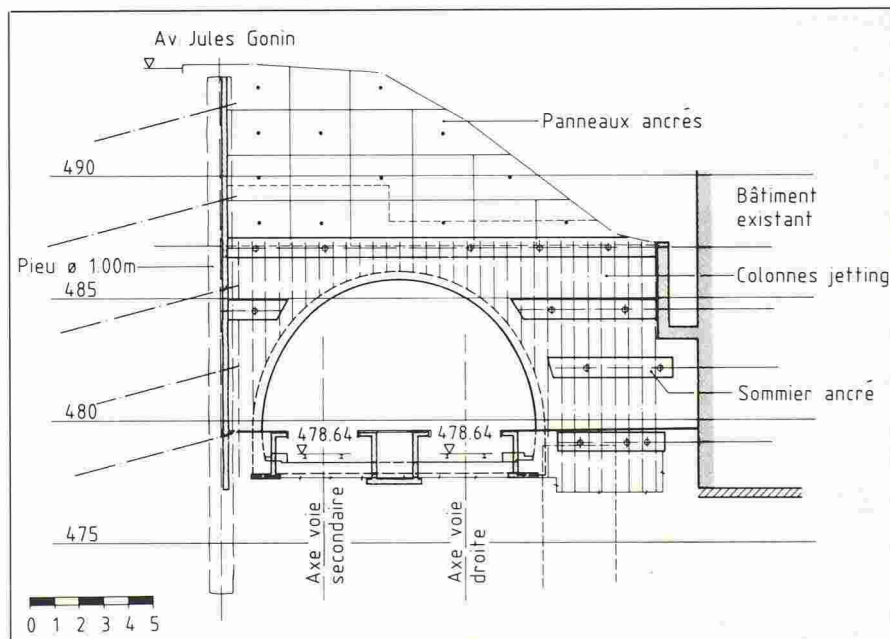 Av. Jules Gonin
Panneaux ancrés
490
Bâtiment
existant
Pieu ø 1.00m
Colonnes jetting
485
Sommier ancré
480
478.64
478.64
475
Axe voie
secondaire
Axe voie
droite
0 1 2 3 4 5